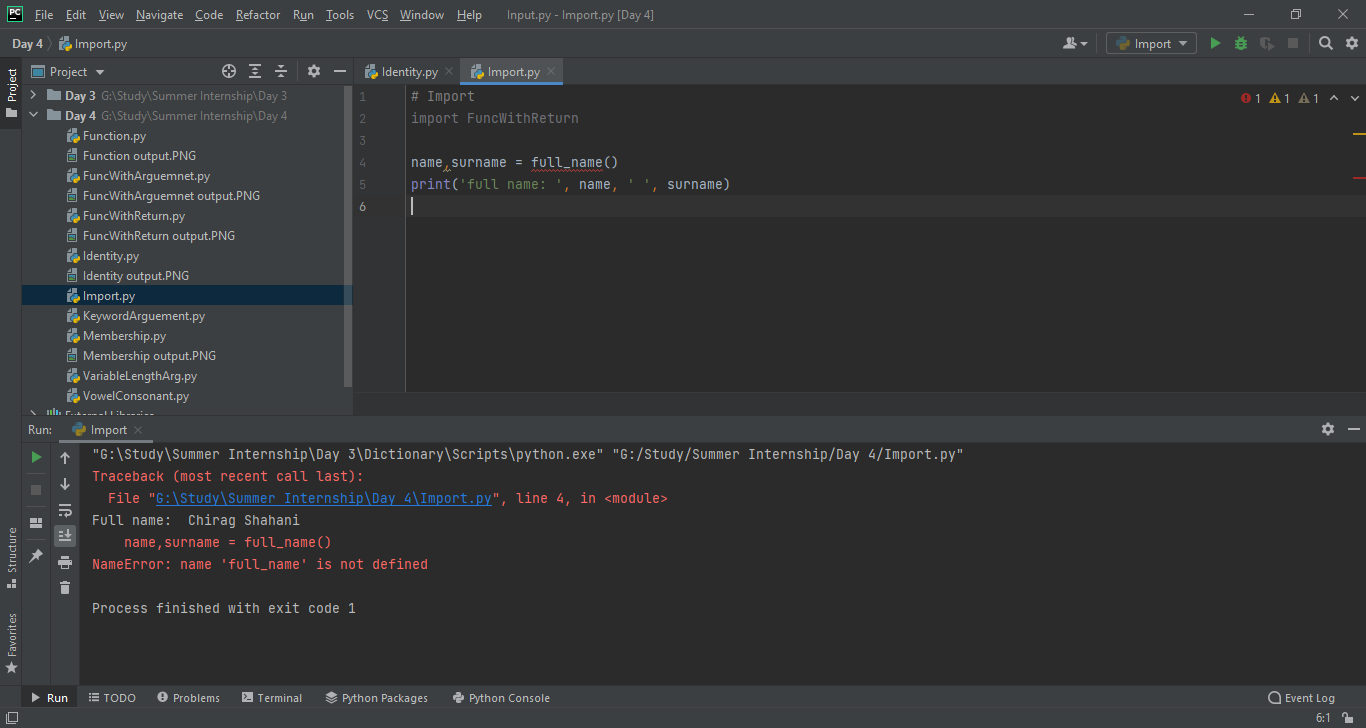 PC File Edit View Navigate Code Refactor Run Tools VCS Window Help Input.py - Import.py [Day 4]
Day 4 Import.py Import
Project Project Identity.py Import.py
Day 3 G:\Study\Summer Internship\Day 3
Day 4 G:\Study\Summer Internship\Day 4
Function.py
Function output.PNG
FuncWithArguemnet.py
FuncWithArguemnet output.PNG
FuncWithReturn.py
FuncWithReturn output.PNG
Identity.py
Identity output.PNG
Import.py
KeywordArguement.py
Membership.py
Membership output.PNG
VariableLengthArg.py
VowelConsonant.py
External Libraries
1 # Import
2 import FuncWithReturn
3
4 name,surname = full_name()
5 print('full name: ', name, ' ', surname)
6
1 1 1
Run: Import
"G:\Study\Summer Internship\Day 3\Dictionary\Scripts\python.exe" "G:/Study/Summer Internship/Day 4/Import.py"
Traceback (most recent call last):
File "G:\Study\Summer Internship\Day 4\Import.py", line 4, in <module>
Full name:  Chirag Shahani
name,surname = full_name()
NameError: name 'full_name' is not defined
Process finished with exit code 1
Structure
Favorites
Run TODO Problems Terminal Python Packages Python Console Event Log
6:1